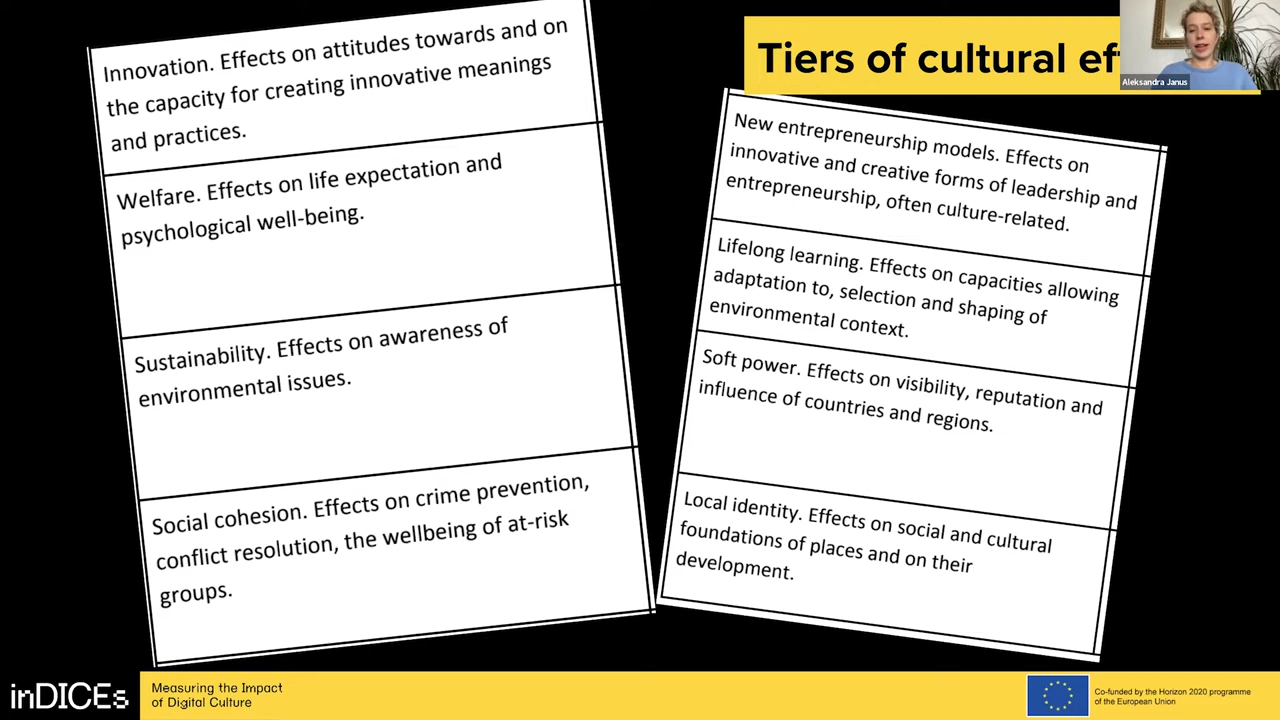 Innovation. Effects on attitudes towards and on
the capacity for creating innovative meanings
and practices.
Welfare. Effects on life expectation and
psychological well-being.
Sustainability. Effects on awareness of
environmental issues.
Social cohesion. Effects on crime prevention,
conflict resolution, the wellbeing of at-risk
groups.
Tiers of cultural
Aleksandra Janus
New entrepreneurship models. Effects on
innovative and creative forms of leadership and
entrepreneurship, often culture-related.
Lifelong learning. Effects on capacities allowing
adaptation to, selection and shaping of
environmental context.
Soft power. Effects on visibility, reputation and
influence of countries and regions.
Local identity. Effects on social and cultural
foundations of places and on their
development.
inDICEs
Measuring the Impact
of Digital Culture
Co-funded by the Horizon 2020 programme
of the European Union